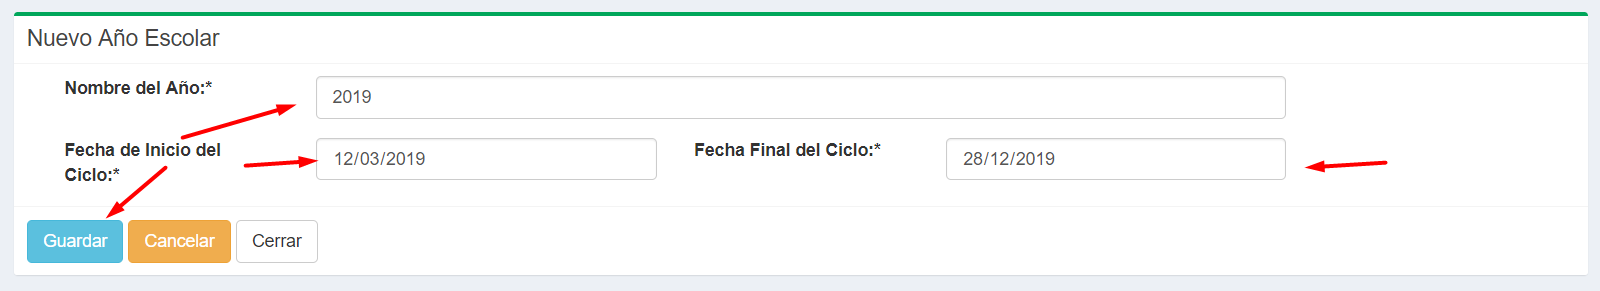 Nuevo Año Escolar
Nombre del Año:*
2019
Fecha de Inicio del
Ciclo:*
12/03/2019
Fecha Final del Ciclo:*
28/12/2019
Guardar
Cancelar
Cerrar